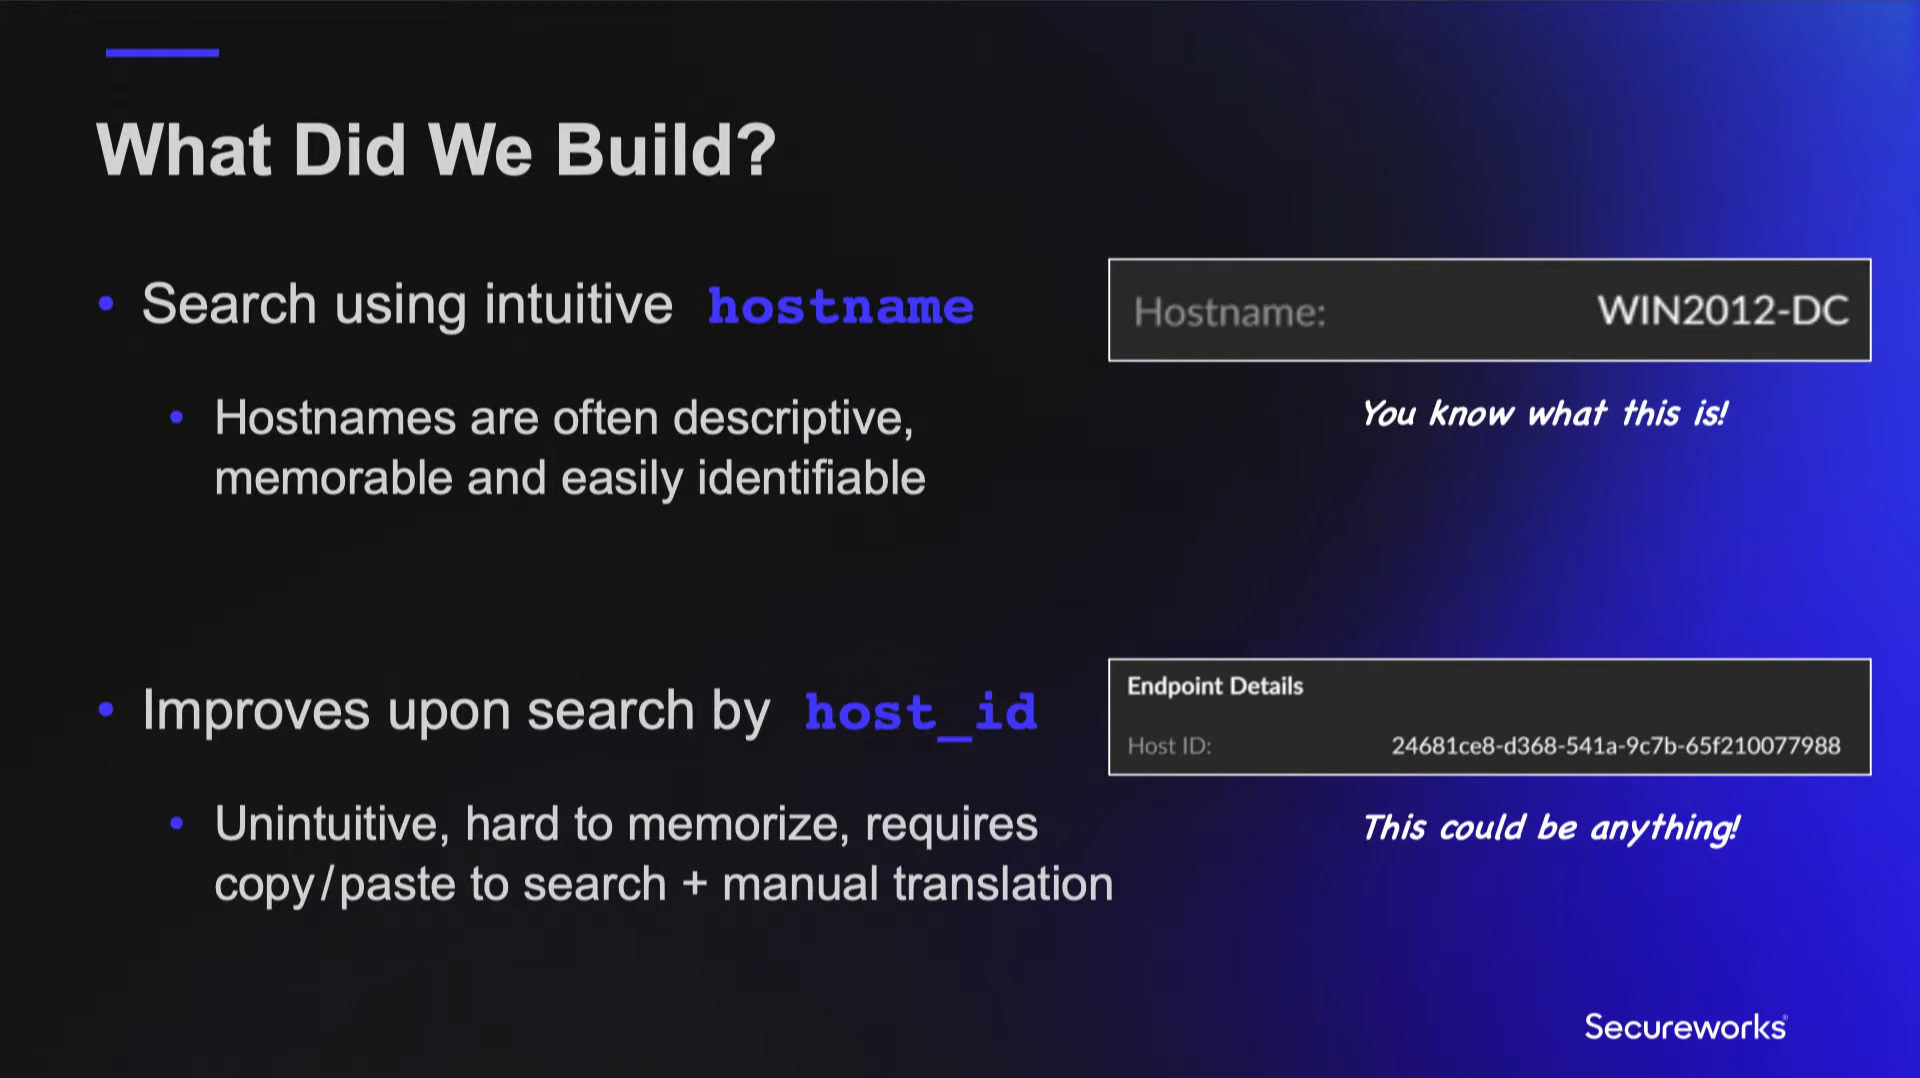 What Did We Build?
• Search using intuitive hostname
• Hostnames are often descriptive,
memorable and easily identifiable
Hostname: WIN2012-DC
You know what this is!
• Improves upon search by host_id
• Unintuitive, hard to memorize, requires
copy/paste to search + manual translation
Endpoint Details
Host ID: 24681ce8-d368-541a-9c7b-65f210077988
This could be anything!
Secureworks